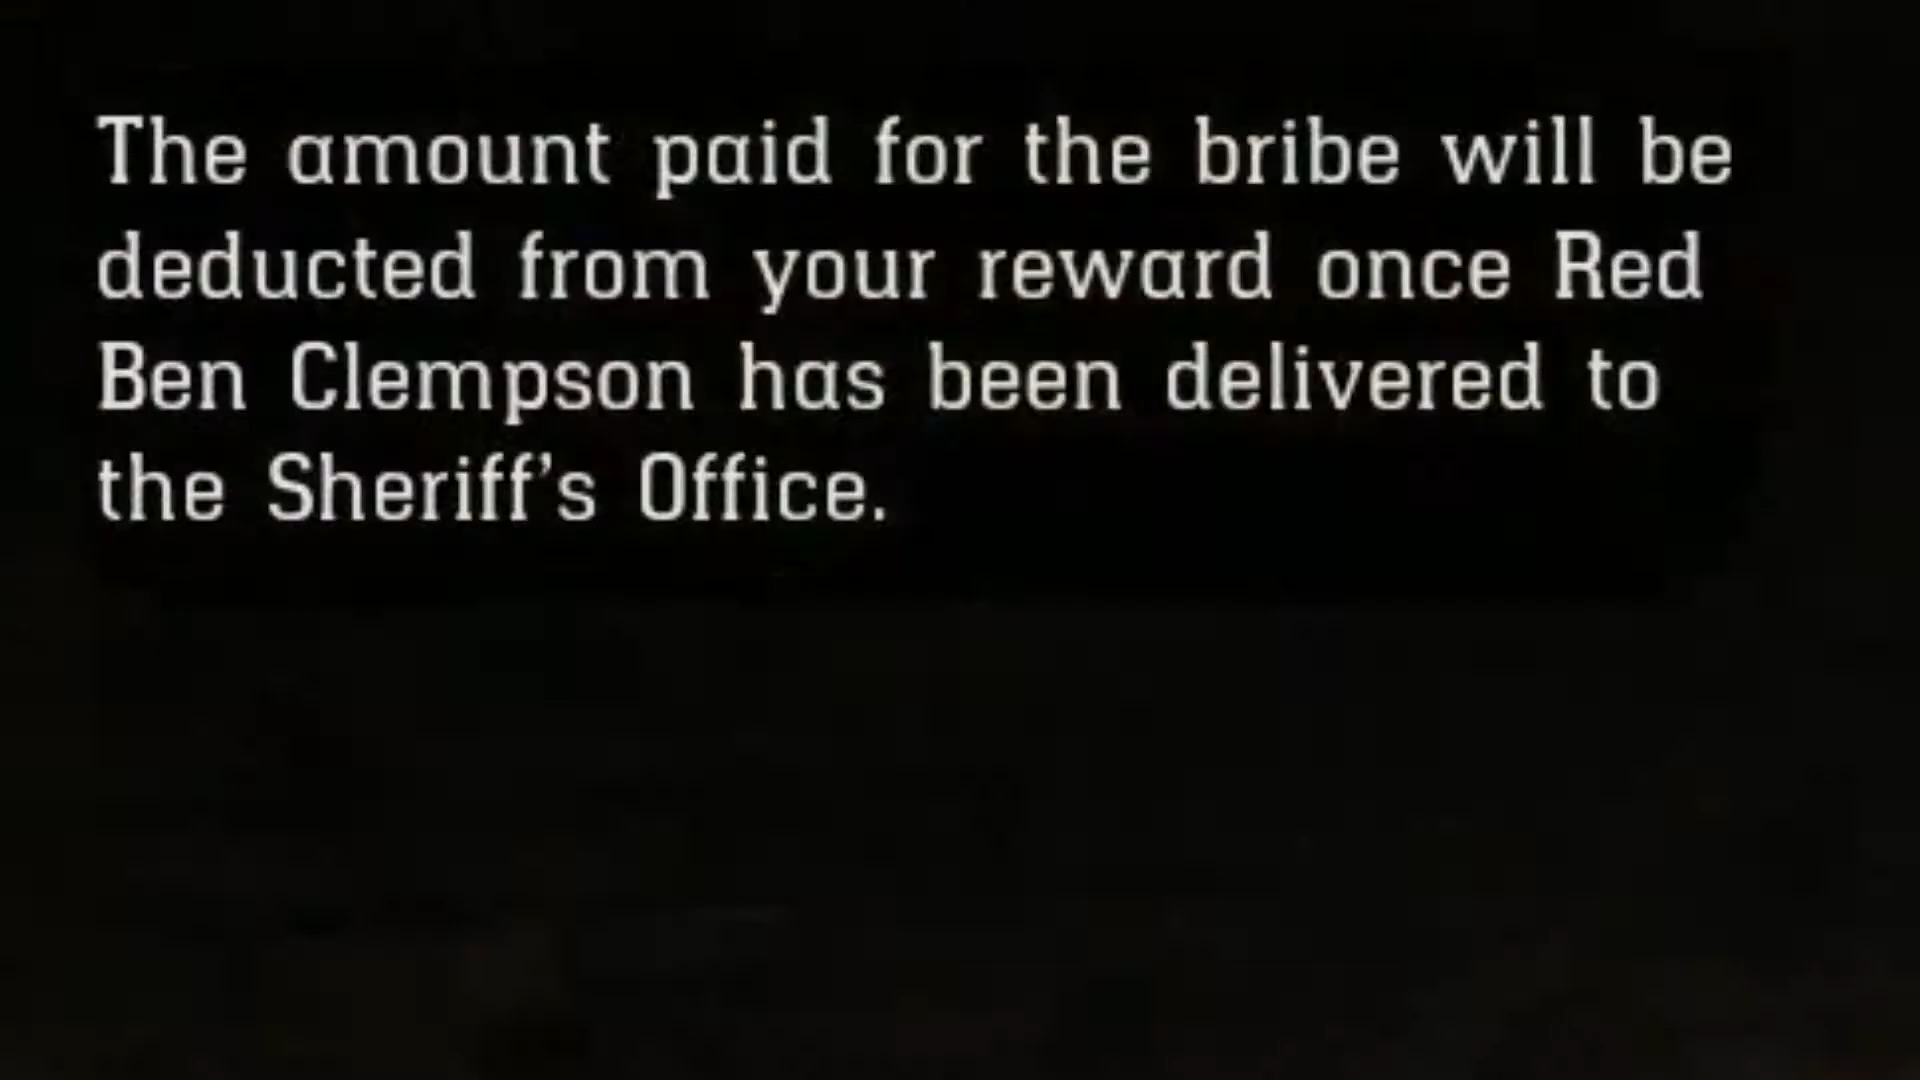 The amount paid for the bribe will be
deducted from your reward once Red
Ben Clempson has been delivered to
the Sheriff’s Office.